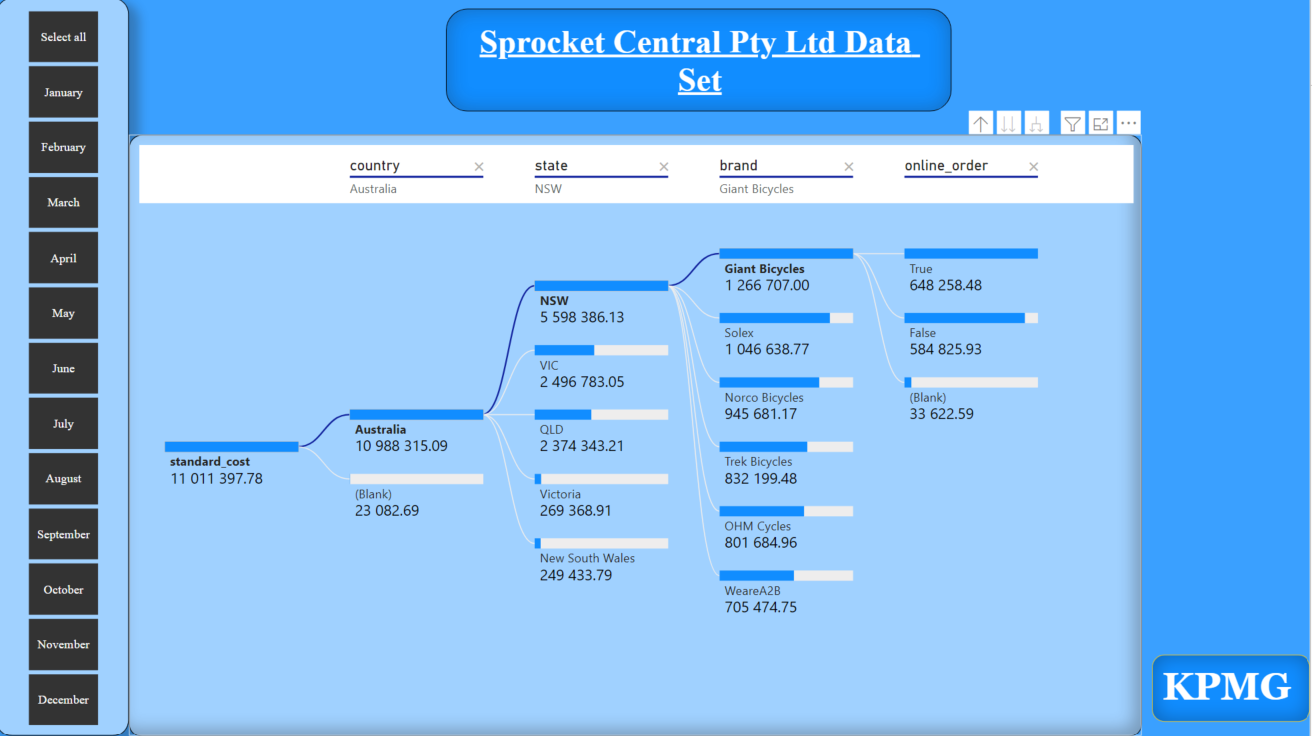 Select all
January
February
March
April
May
June
July
August
September
October
November
December
Sprocket Central Pty Ltd Data
Set
country
Australia
state
NSW
brand
Giant Bicycles
online_order
standard_cost
11 011 397.78
Australia
10 988 315.09
(Blank)
23 082.69
NSW
5 598 386.13
VIC
2 496 783.05
QLD
2 374 343.21
Victoria
269 368.91
New South Wales
249 433.79
Giant Bicycles
1 266 707.00
Solex
1 046 638.77
Norco Bicycles
945 681.17
Trek Bicycles
832 199.48
OHM Cycles
801 684.96
WeareA2B
705 474.75
True
648 258.48
False
584 825.93
(Blank)
33 622.59
KPMG